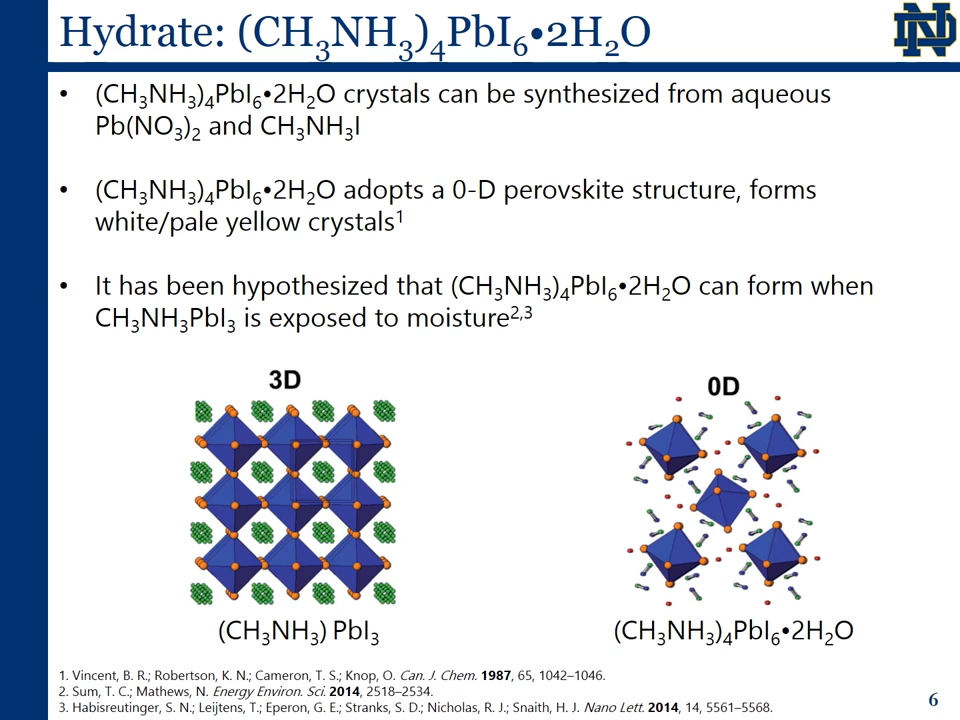 Hydrate: (CH₃NH₃)₄PbI₆•2H₂O
• (CH₃NH₃)₄PbI₆•2H₂O crystals can be synthesized from aqueous
Pb(NO₃)₂ and CH₃NH₃I
• (CH₃NH₃)₄PbI₆•2H₂O adopts a 0-D perovskite structure, forms
white/pale yellow crystals¹
• It has been hypothesized that (CH₃NH₃)₄PbI₆•2H₂O can form when
CH₃NH₃PbI₃ is exposed to moisture²,³
3D
0D
(CH₃NH₃) PbI₃
(CH₃NH₃)₄PbI₆•2H₂O
1. Vincent, B. R.; Robertson, K. N.; Cameron, T. S.; Knop, O. Can. J. Chem. 1987, 65, 1042–1046.
2. Sum, T. C.; Mathews, N. Energy Environ. Sci. 2014, 2518–2534.
3. Habisreutinger, S. N.; Leijtens, T.; Eperon, G. E.; Stranks, S. D.; Nicholas, R. J.; Snaith, H. J. Nano Lett. 2014, 14, 5561–5568.
6
ND